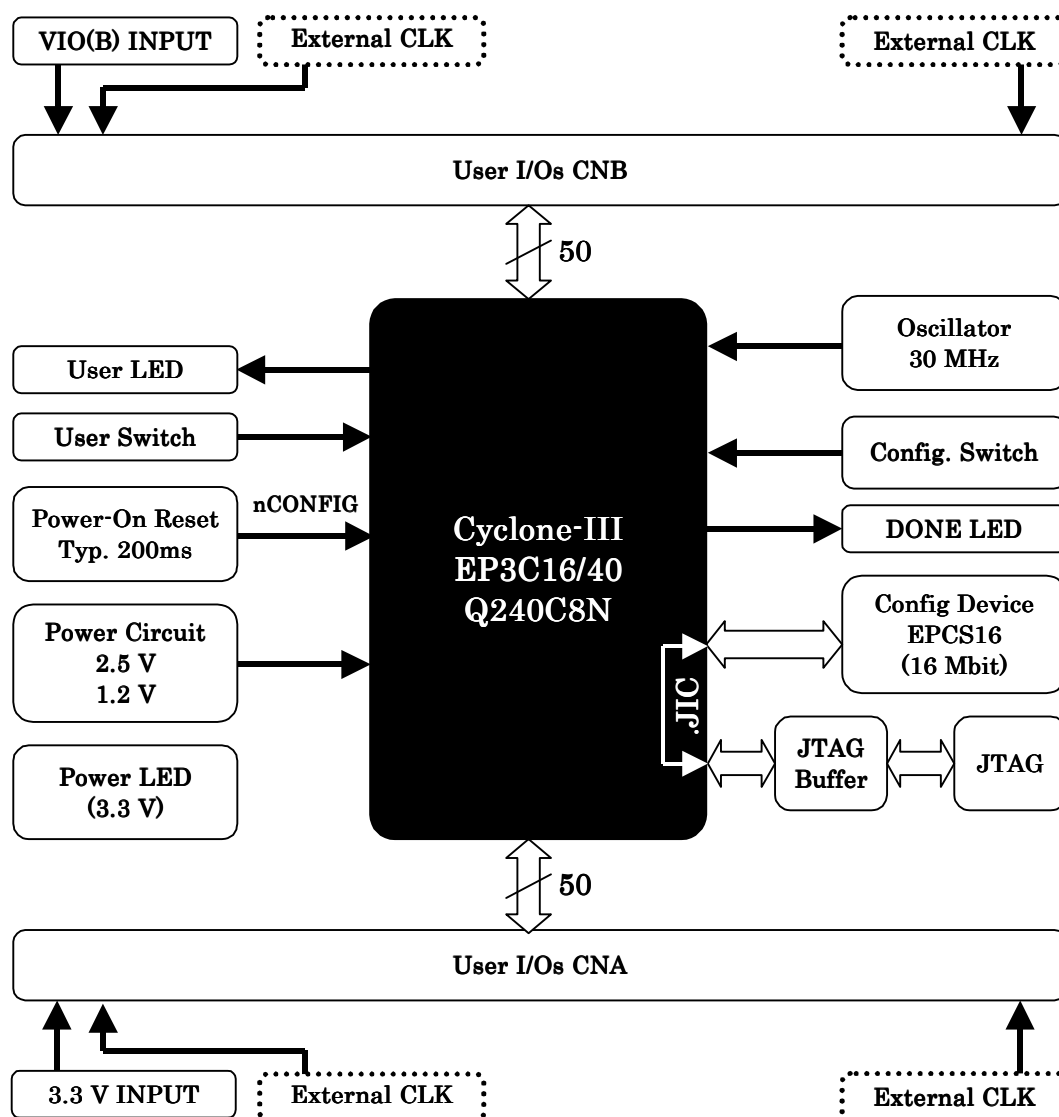 VIO(B) INPUT
External CLK
External CLK
User I/Os CNB
50
Oscillator
30 MHz
User LED
User Switch
Config. Switch
nCONFIG
Power-On Reset
Typ. 200ms
Cyclone-III
EP3C16/40
Q240C8N
DONE LED
Power Circuit
2.5 V
1.2 V
Config Device
EPCS16
(16 Mbit)
.JIC
JTAG
Buffer
JTAG
Power LED
(3.3 V)
50
User I/Os CNA
3.3 V INPUT
External CLK
External CLK